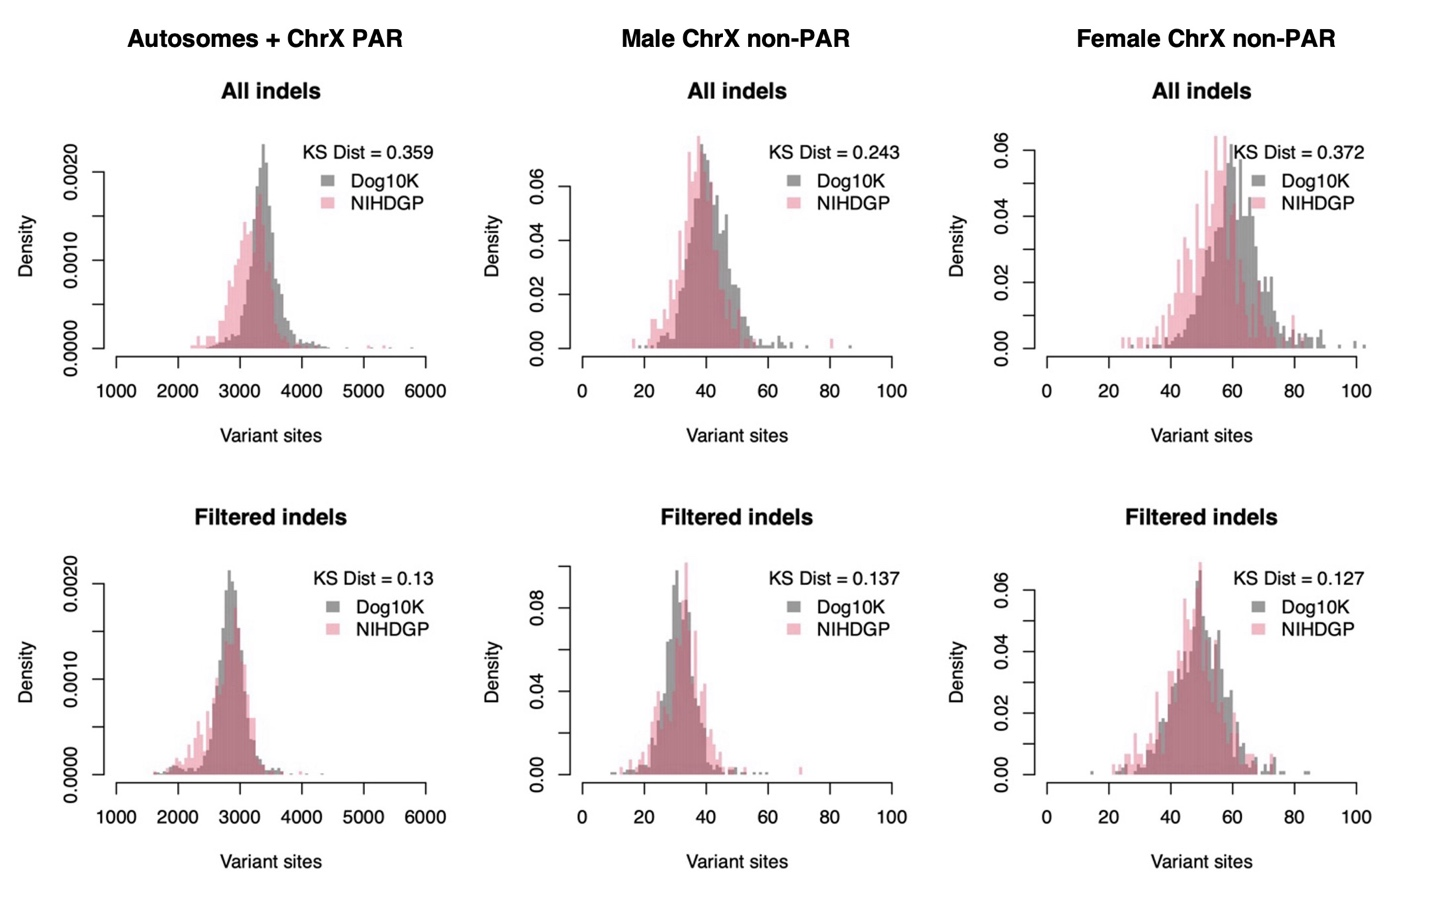 Autosomes + ChrX PAR
All indels
KS Dist = 0.359
Dog10K
NIHDGP
Density
0.0000 0.0010 0.0020
1000 2000 3000 4000 5000 6000
Variant sites
Male ChrX non-PAR
All indels
KS Dist = 0.243
Dog10K
NIHDGP
Density
0.00 0.02 0.04 0.06
0 20 40 60 80 100
Variant sites
Female ChrX non-PAR
All indels
KS Dist = 0.372
Dog10K
NIHDGP
Density
0.00 0.02 0.04 0.06
0 20 40 60 80 100
Variant sites
Filtered indels
KS Dist = 0.13
Dog10K
NIHDGP
Density
0.0000 0.0010 0.0020
1000 2000 3000 4000 5000 6000
Variant sites
Filtered indels
KS Dist = 0.137
Dog10K
NIHDGP
Density
0.00 0.04 0.08
0 20 40 60 80 100
Variant sites
Filtered indels
KS Dist = 0.127
Dog10K
NIHDGP
Density
0.00 0.02 0.04 0.06
0 20 40 60 80 100
Variant sites